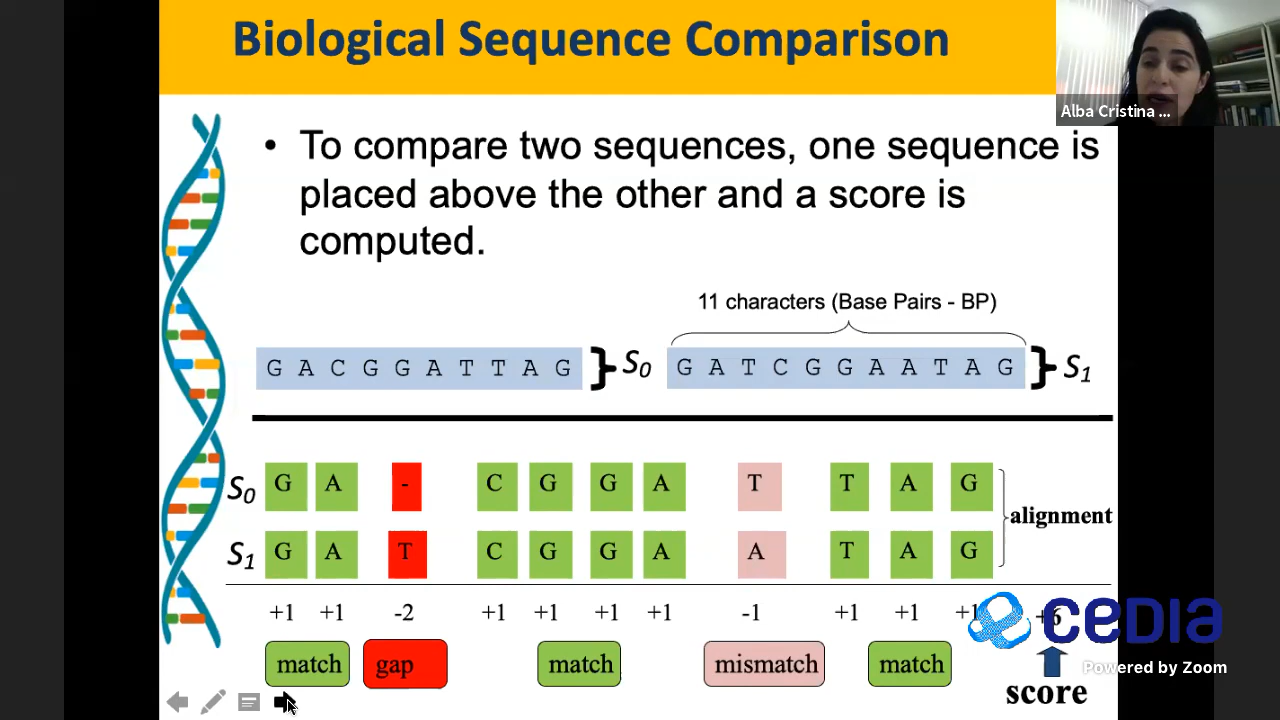 Biological Sequence Comparison
Alba Cristina ...
• To compare two sequences, one sequence is
placed above the other and a score is
computed.
11 characters (Base Pairs - BP)
G A C G G A T T A G } S0 G A T C G G A A T A G } S1
S0 G A - C G G A T T A G
alignment
S1 G A T C G G A A T A G
+1 +1 -2 +1 +1 +1 +1 -1 +1 +1 +1 +6
cedia
match gap match mismatch match
Powered by Zoom
score